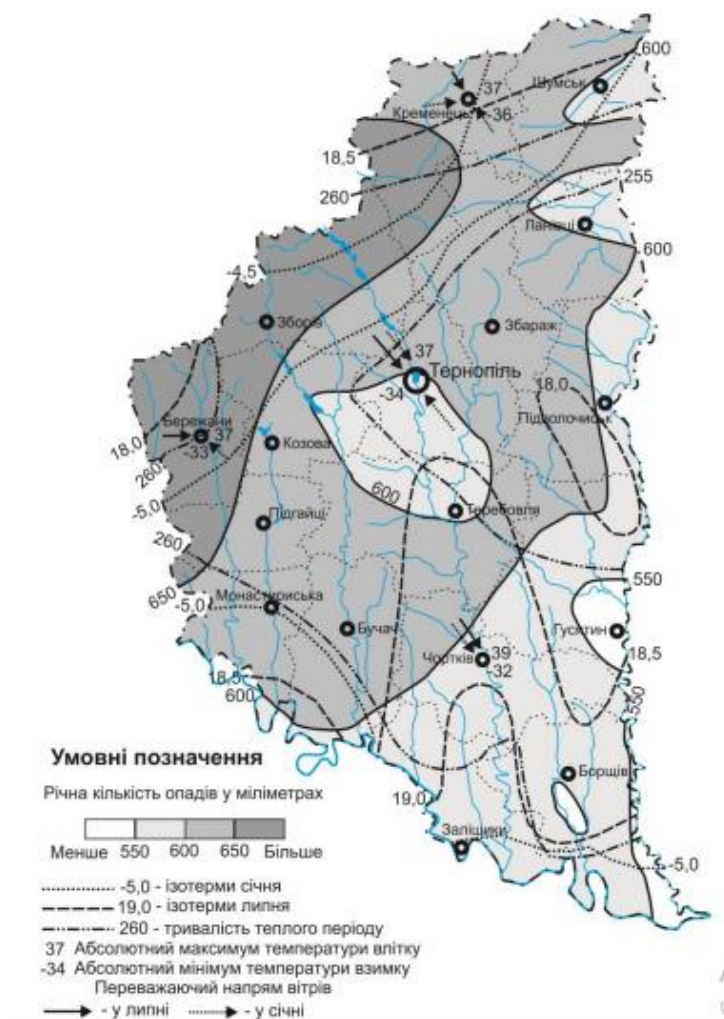 600
Шумськ
37
Кременець
-36
18,5
255
260
Ланівці
600
-4,5
Зборів
Збараж
37
Тернопіль
-34
18,0
Бережани
37
Підволочиськ
18,0
-33
Козова
260
600
-5,0
Теребовля
Підгайці
260
550
650
Монастириська
-5,0
Бучач
Гусятин
39
Чортків
18,5
-32
18,5
600
550
Умовні позначення
Борщів
Річна кількість опадів у міліметрах
19,0
Заліщики
Менше 550 600 650 Більше
-5,0
-5,0 - ізотерми січня
19,0 - ізотерми липня
260 - тривалість теплого періоду
37 Абсолютний максимум температури влітку
-34 Абсолютний мінімум температури взимку
Переважаючий напрям вітрів
- у липні - у січні